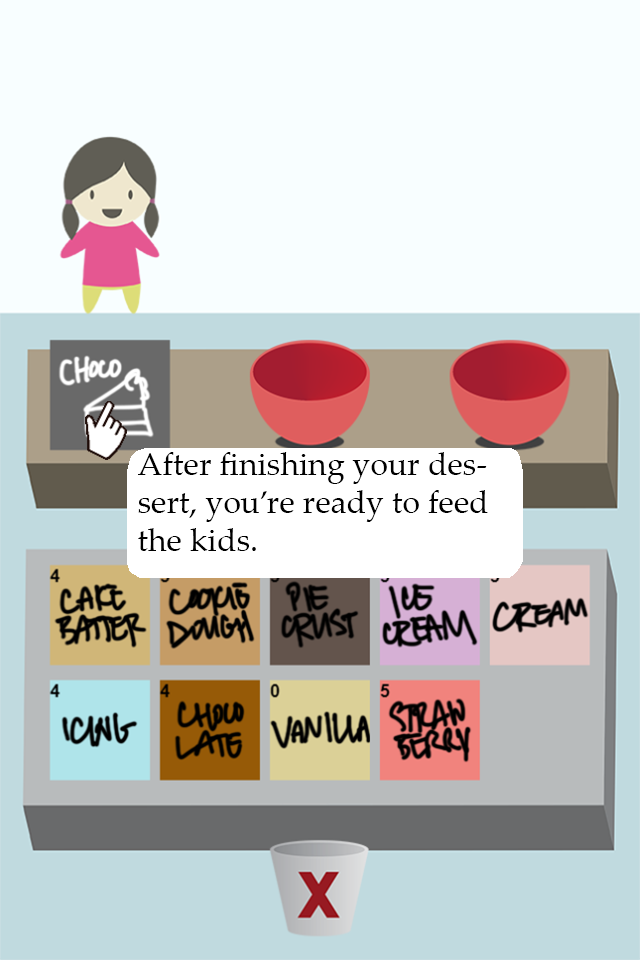 CHOCO
After finishing your des-
sert, you're ready to feed
the kids.
4
CAKE
BATTER
COOKIE
DOUGH
PIE
CRUST
ICE
CREAM
CREAM
4
ICING
4
CHOCO
LATE
0
VANILLA
5
STRAW
BERRY
X